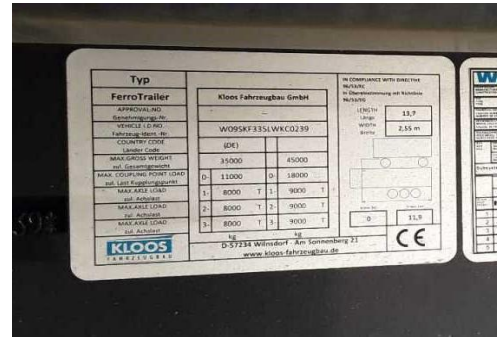 Typ
FerroTrailer
Kloos Fahrzeugbau GmbH
APPROVAL-NO
Genehmigungs-Nr.
–
VEHICLE I.D-NO
Fahrzeug-Ident.-Nr.
W09SKF335LWKC0239
COUNTRY CODE
Länder Code
(DE)
MAX.GROSS WEIGHT
zul. Gesamtgewicht
35000 45000
MAX. COUPLING POINT LOAD
zul. Last Kupplungspunkt
0- 11000 0- 18000
MAX.AXLE LOAD
zul. Achslast
1- 8000 T 1- 9000 T
MAX.AXLE LOAD
zul. Achslast
2- 8000 T 2- 9000 T
MAX.AXLE LOAD
zul. Achslast
3- 8000 T 3- 9000 T
kg kg
KLOOS
FAHRZEUGBAU
D-57234 Wilnsdorf - Am Sonnenberg 21
www.kloos-fahrzeugbau.de
IN COMPLIANCE WITH DIRECTIVE
96/53/EC
in Übereinstimmung mit Richtlinie
96/53/EG
LENGTH
Länge
13,7
WIDTH
Breite
2,55 m
0 11,9
CE